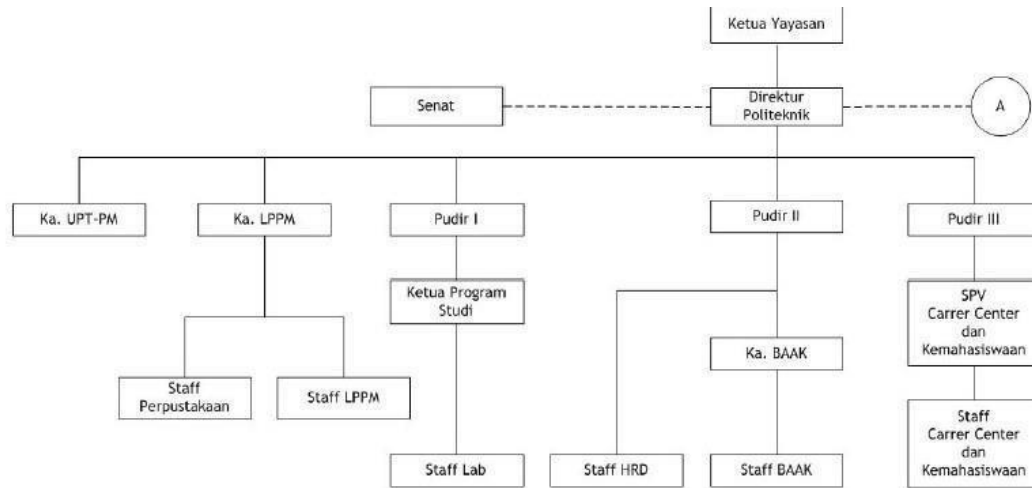 Ketua Yayasan
Senat
Direktur
Politeknik
A
Ka. UPT-PM
Ka. LPPM
Pudir I
Pudir II
Pudir III
Ketua Program
Studi
SPV
Carrer Center
dan
Kemahasiswaan
Ka. BAAK
Staff
Perpustakaan
Staff LPPM
Staff
Carrer Center
dan
Kemahasiswaan
Staff Lab
Staff HRD
Staff BAAK